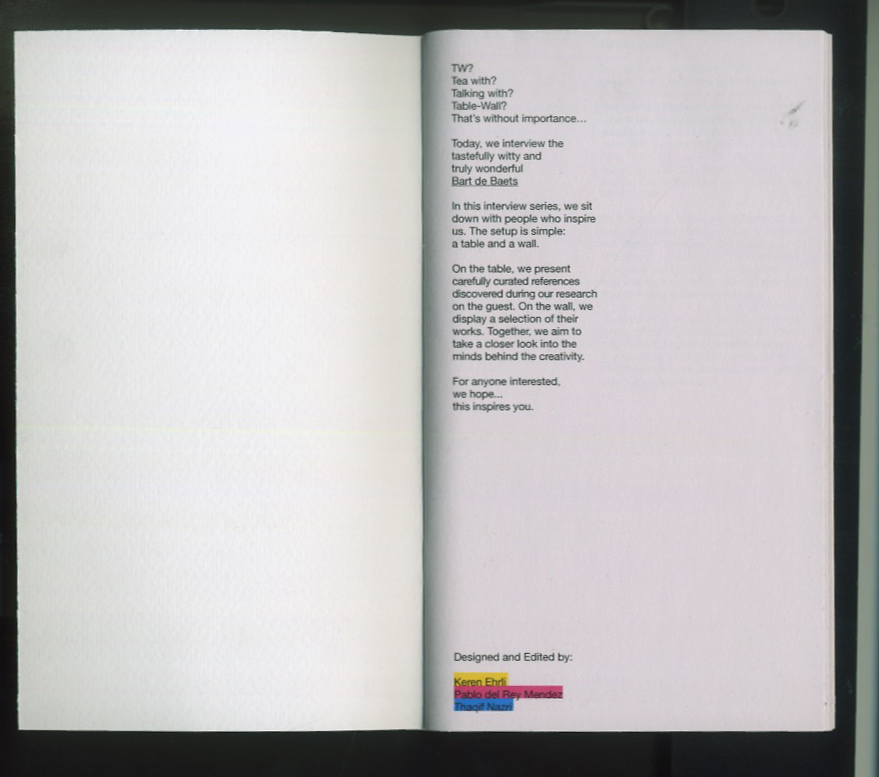 TW?
Tea with?
Talking with?
Table-Wall?
That's without importance...
Today, we interview the
tastefully witty and
truly wonderful
Bart de Baets
In this interview series, we sit
down with people who inspire
us. The setup is simple:
a table and a wall.
On the table, we present
carefully curated references
discovered during our research
on the guest. On the wall, we
display a selection of their
works. Together, we aim to
take a closer look into the
minds behind the creativity.
For anyone interested,
we hope...
this inspires you.
Designed and Edited by:
Keren Ehrli
Pablo del Rey Mendez
Thaqif Nazri